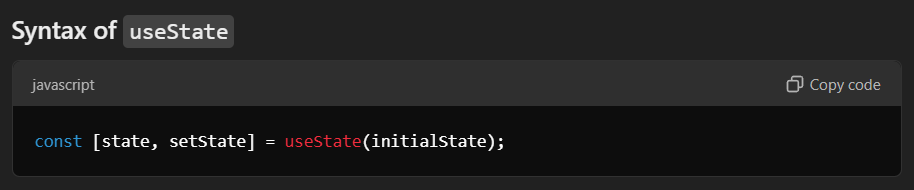 Syntax of useState
javascript Copy code
const [state, setState] = useState(initialState);